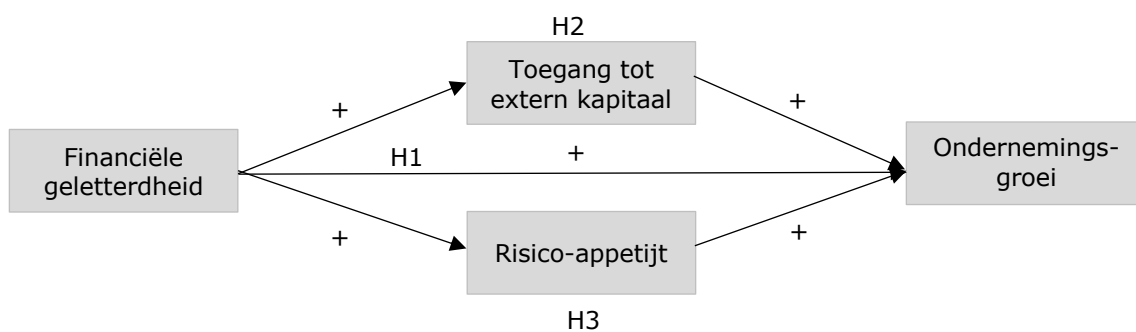 H2
Toegang tot
extern kapitaal
+
+
Financiële
geletterdheid
H1
+
Ondernemings-
groei
+
Risico-appetijt
+
H3